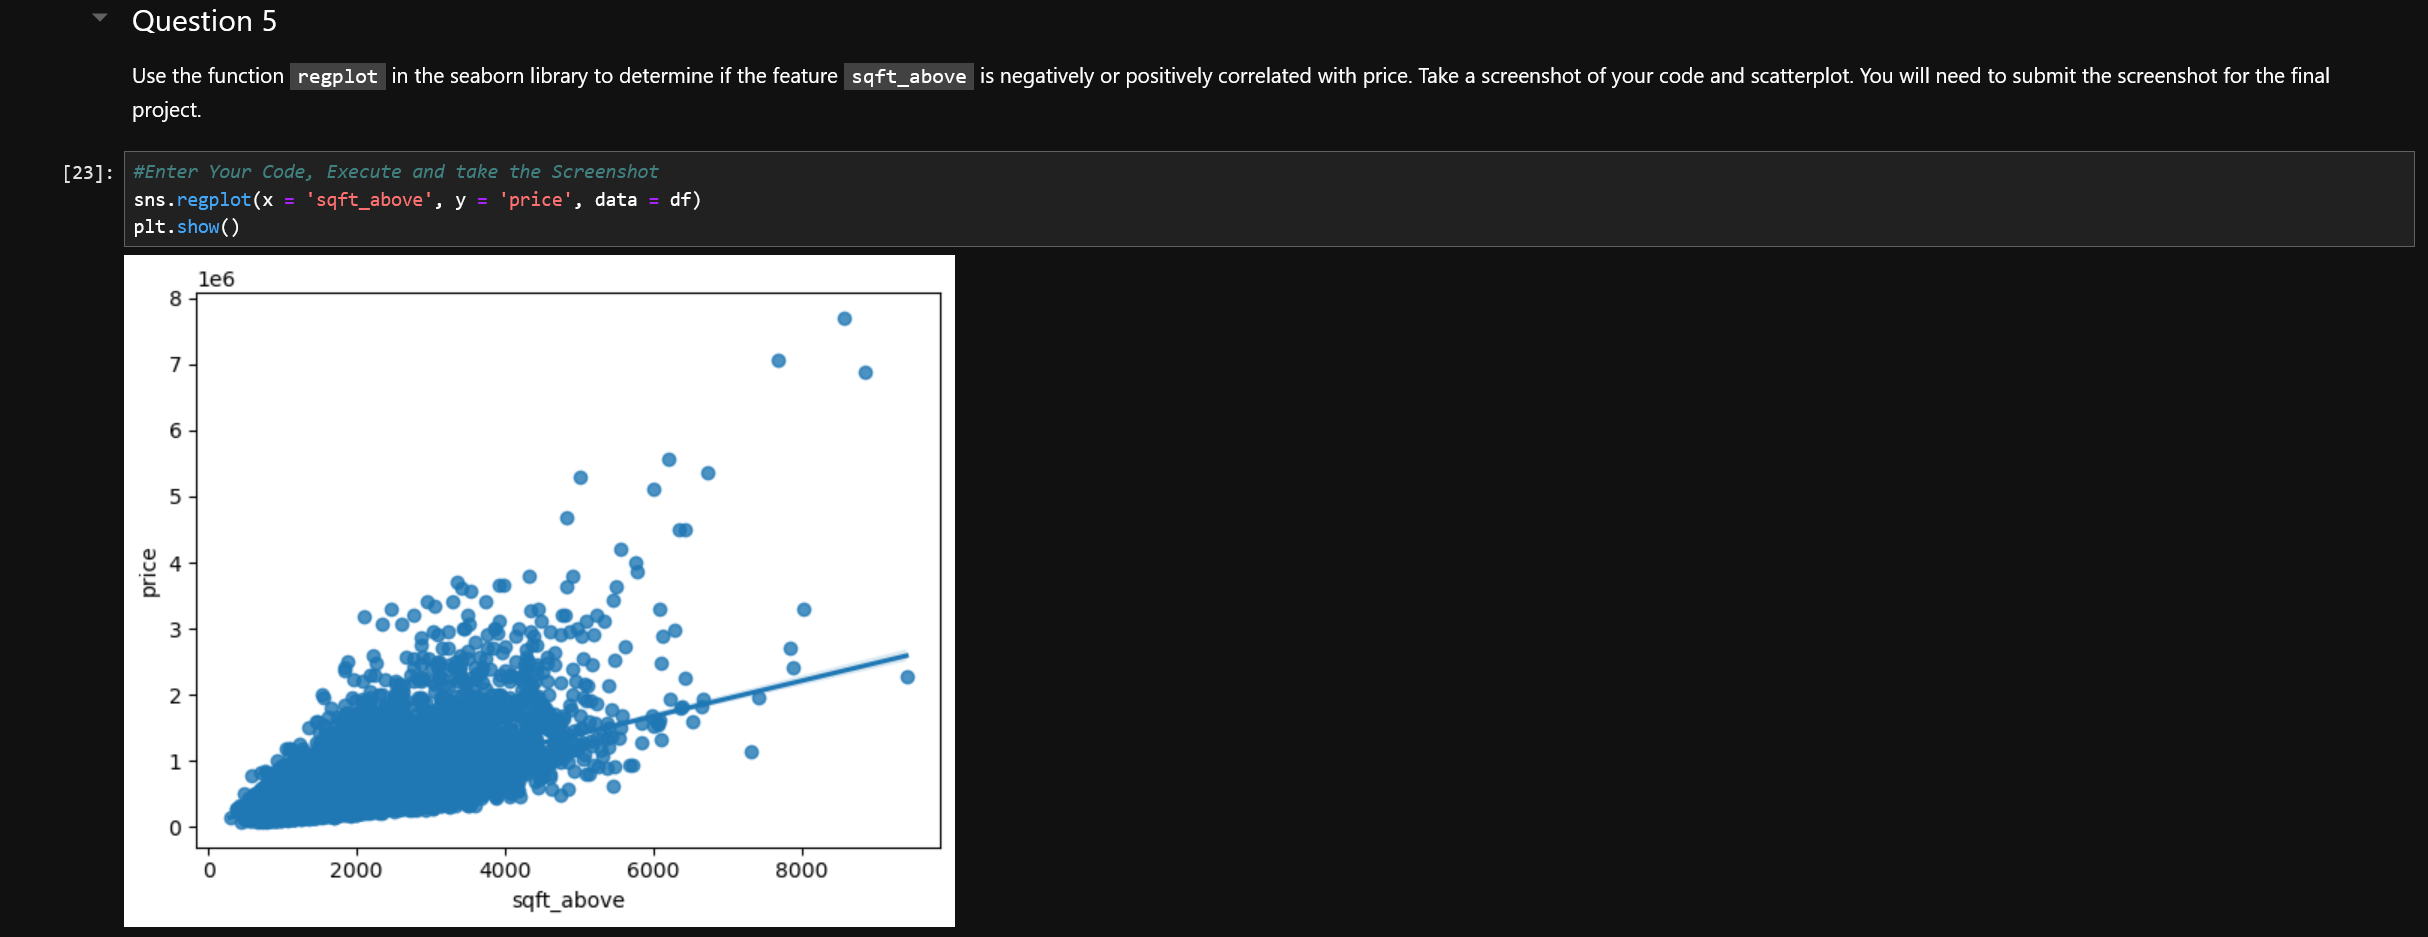 Question 5
Use the function regplot in the seaborn library to determine if the feature sqft_above is negatively or positively correlated with price. Take a screenshot of your code and scatterplot. You will need to submit the screenshot for the final
project.
[23]:
#Enter Your Code, Execute and take the Screenshot
sns.regplot(x = 'sqft_above', y = 'price', data = df)
plt.show()
1e6
8
7
6
5
4
3
2
1
0
price
0 2000 4000 6000 8000
sqft_above